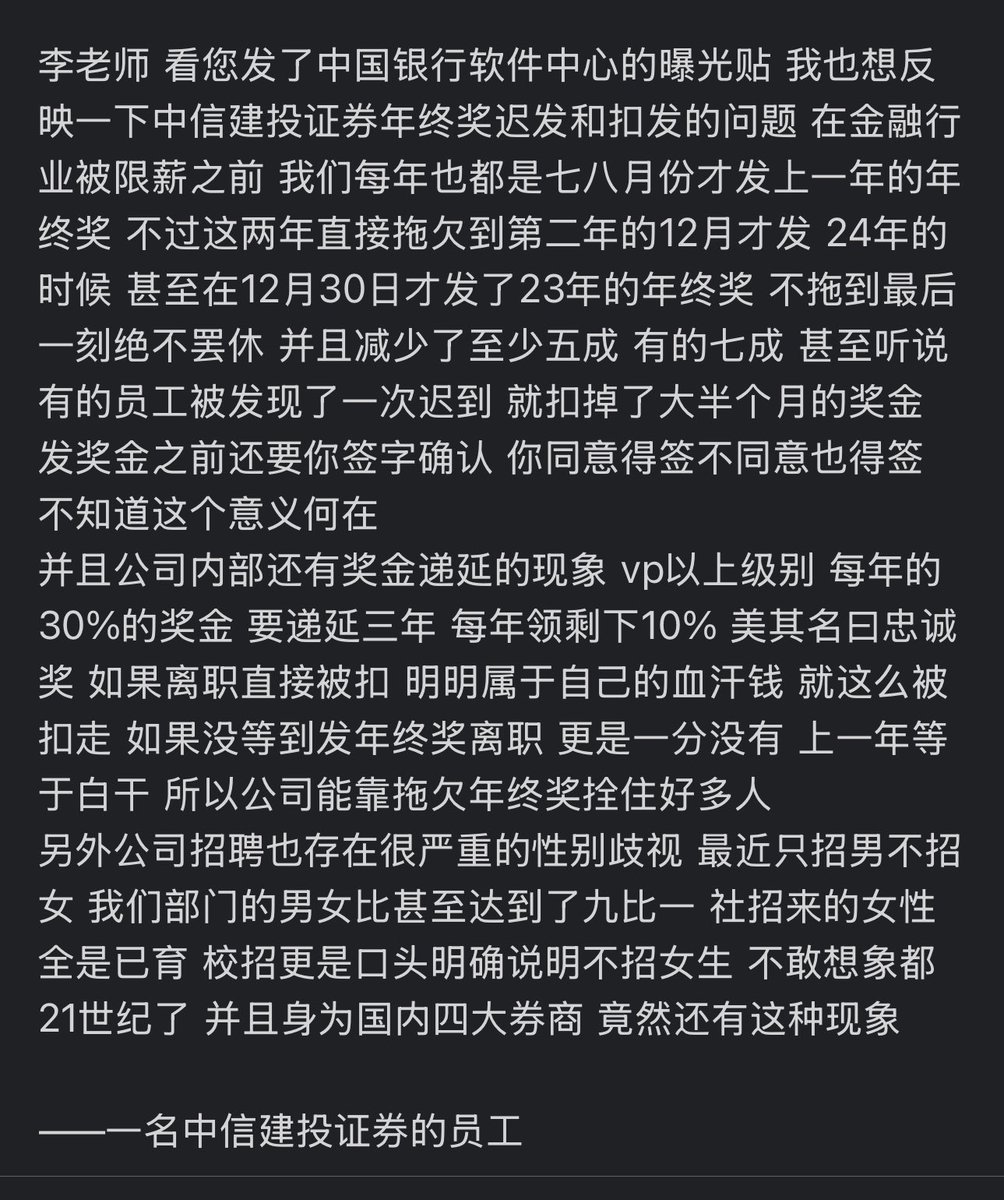 李老师 看您发了中国银行软件中心的曝光贴 我也想反
映一下中信建投证券年终奖迟发和扣发的问题 在金融行
业被限薪之前 我们每年也都是七八月份才发上一年的年
终奖 不过这两年直接拖欠到第二年的12月才发 24年的
时候 甚至在12月30日才发了23年的年终奖 不拖到最后
一刻绝不罢休 并且减少了至少五成 有的七成 甚至听说
有的员工被发现了一次迟到 就扣掉了大半个月的奖金
发奖金之前还要你签字确认 你同意得签不同意也得签
不知道这个意义何在
并且公司内部还有奖金递延的现象 vp以上级别 每年的
30%的奖金 要递延三年 每年领剩下10% 美其名曰忠诚
奖 如果离职直接被扣 明明属于自己的血汗钱 就这么被
扣走 如果没等到发年终奖离职 更是一分没有 上一年等
于白干 所以公司能靠拖欠年终奖拴住好多人
另外公司招聘也存在很严重的性别歧视 最近只招男不招
女 我们部门的男女比甚至达到了九比一 社招来的女性
全是已育 校招更是口头明确说明不招女生 不敢想象都
21世纪了 并且身为国内四大券商 竟然还有这种现象
——一名中信建投证券的员工